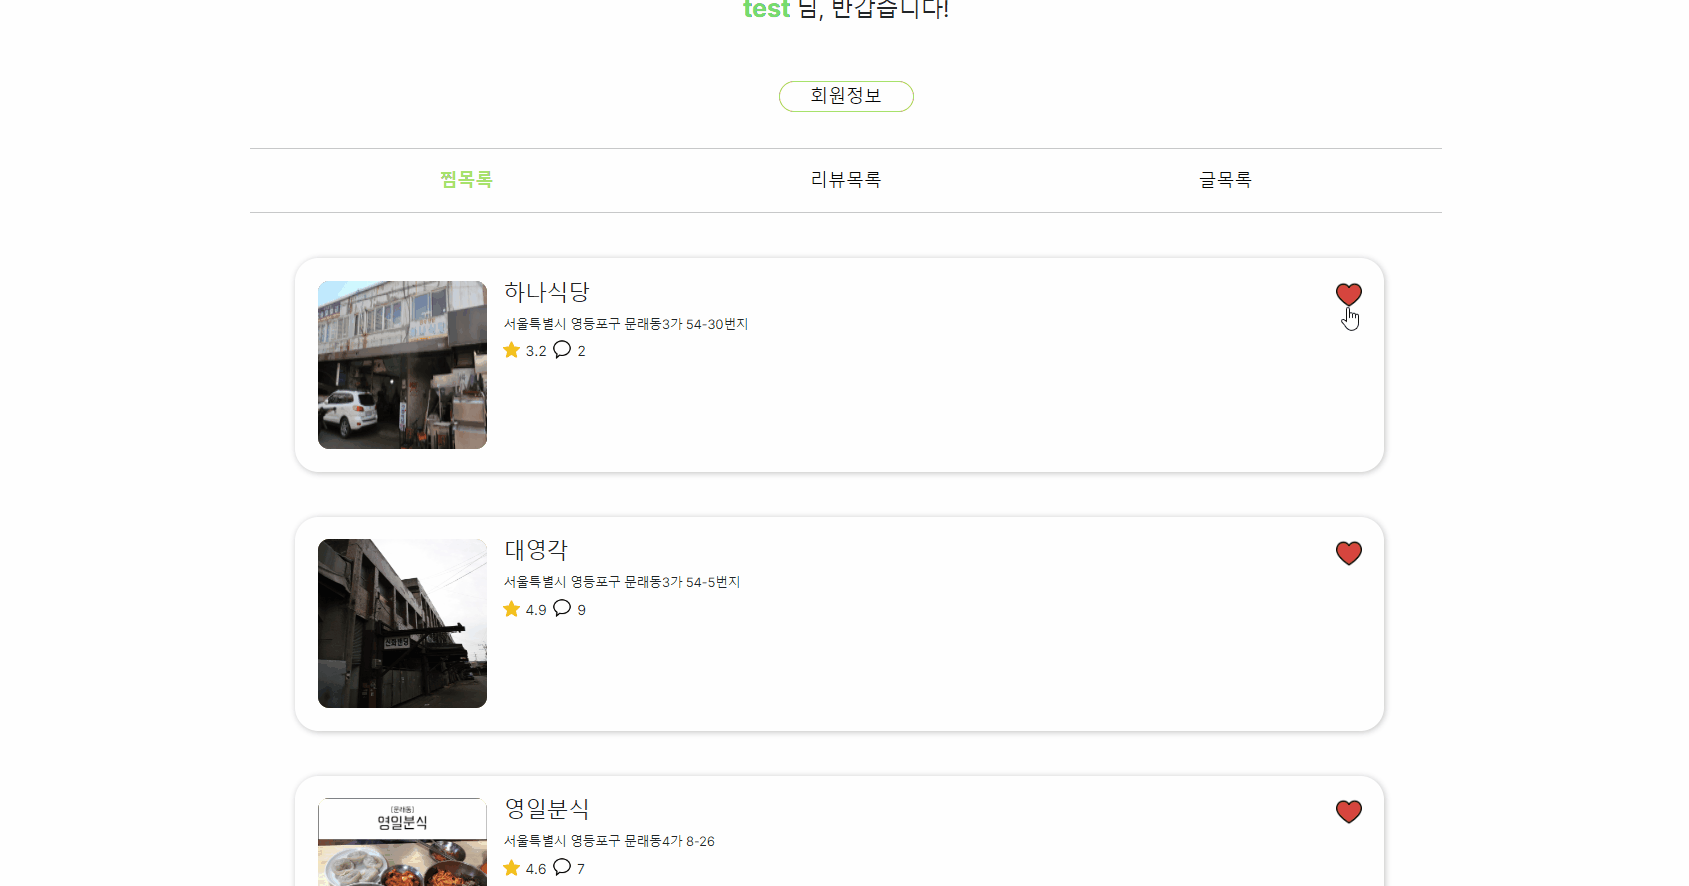 test 님, 반갑습니다!
회원정보
찜목록 리뷰목록 글목록
하나식당
서울특별시 영등포구 문래동3가 54-30번지
3.2 2
대영각
서울특별시 영등포구 문래동3가 54-5번지
4.9 9
[문래동]
영일분식
영일분식
서울특별시 영등포구 문래동4가 8-26
4.6 7